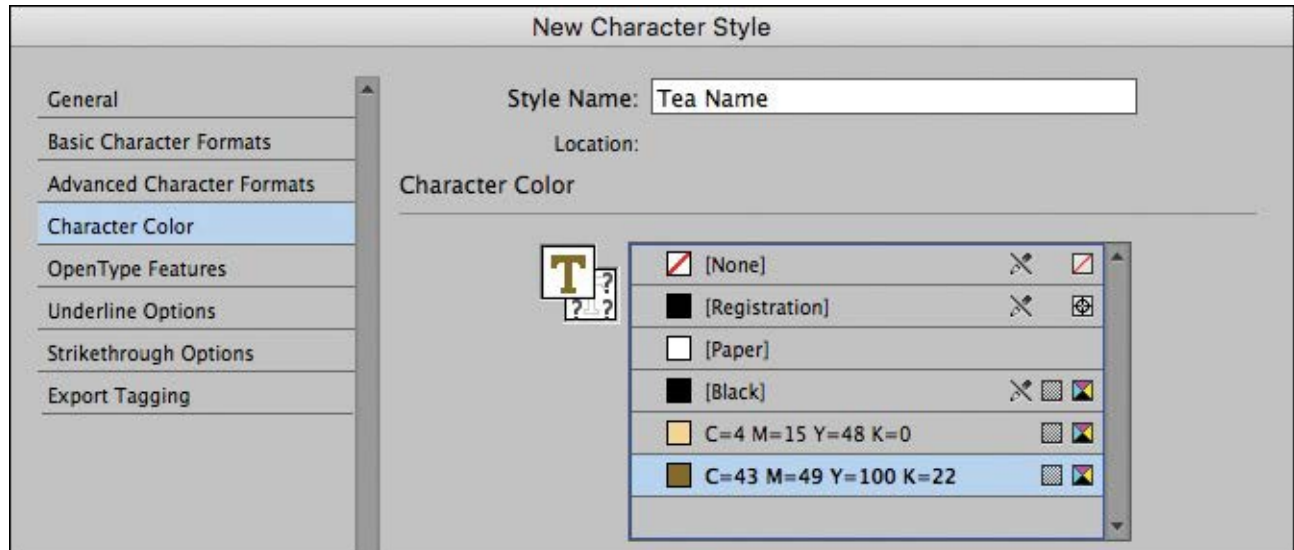 New Character Style
General
Basic Character Formats
Advanced Character Formats
Character Color
OpenType Features
Underline Options
Strikethrough Options
Export Tagging
Style Name: Tea Name
Location:
Character Color
T
? ? ?
[None]
[Registration]
[Paper]
[Black]
C=4 M=15 Y=48 K=0
C=43 M=49 Y=100 K=22